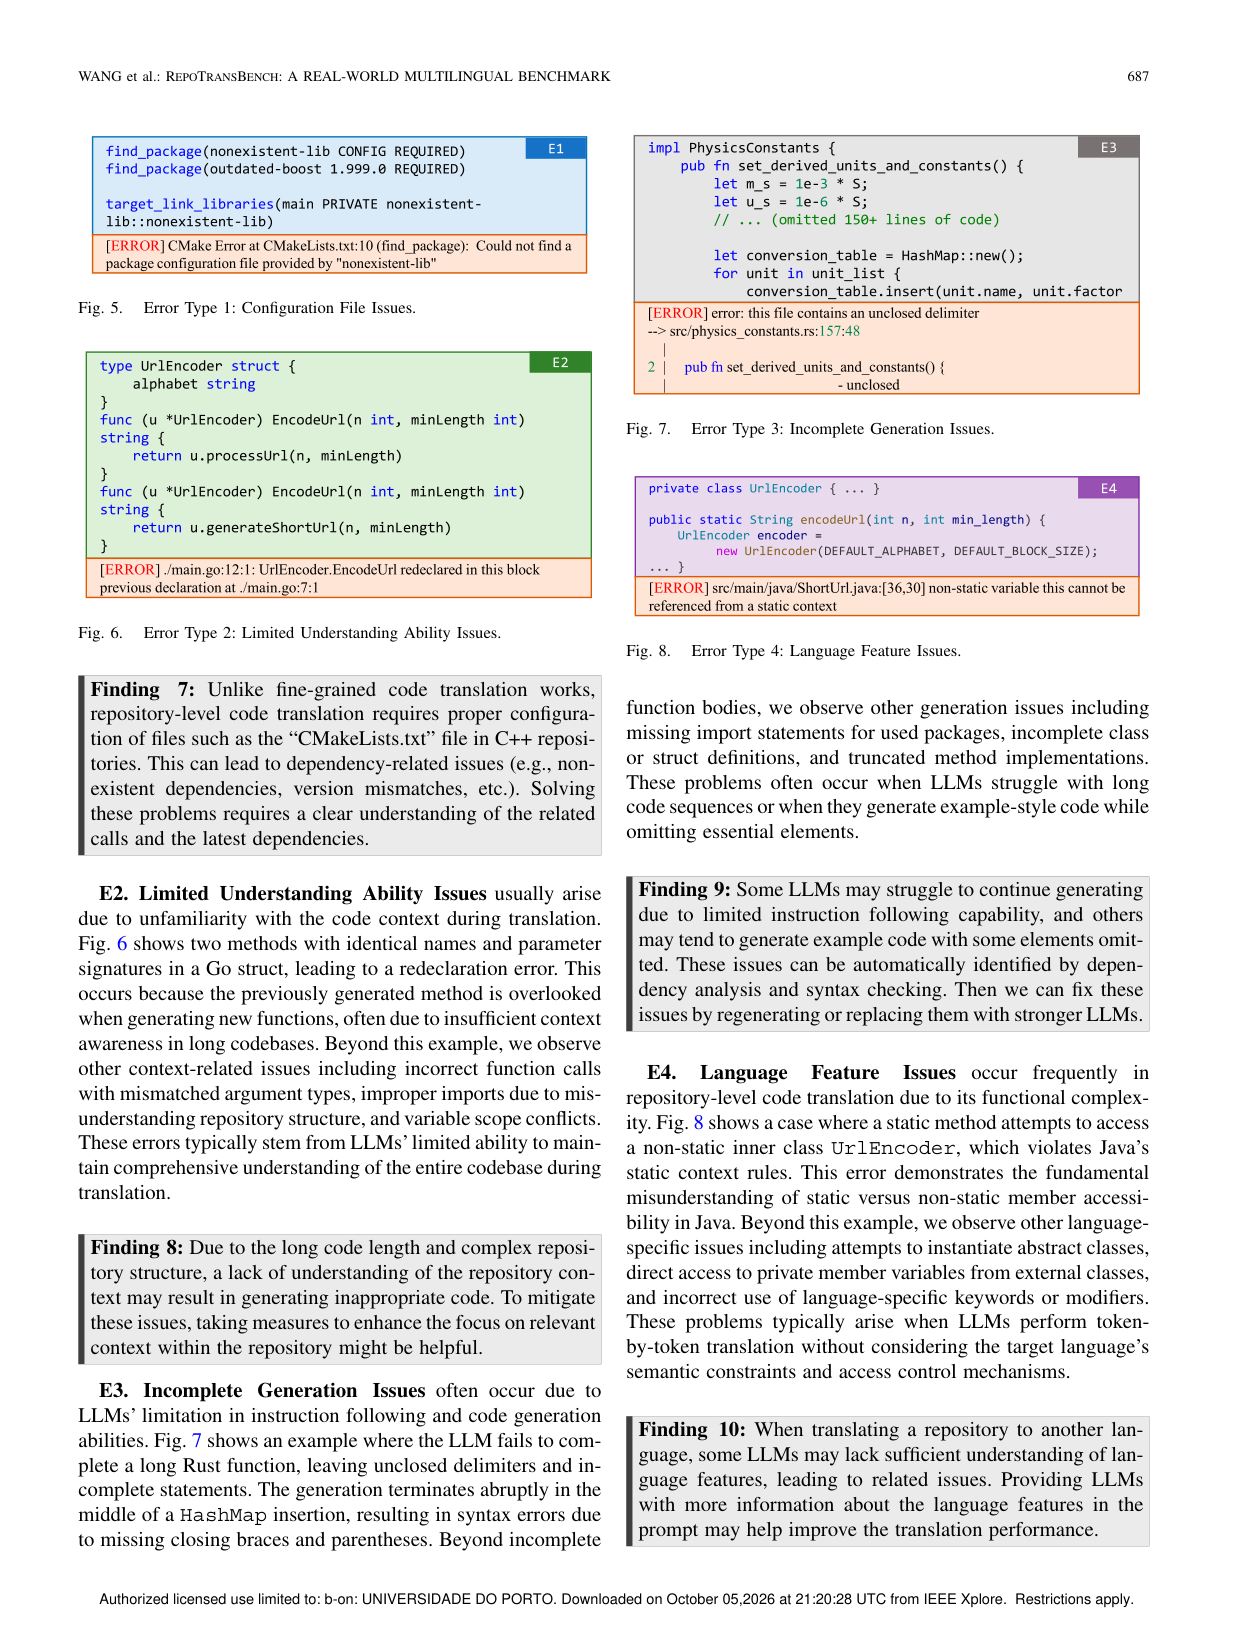 WANG et al.: REPOTRANSBENCH: A REAL-WORLD MULTILINGUAL BENCHMARK
687
find_package(nonexistent-lib CONFIG REQUIRED)
E1
find_package(outdated-boost 1.999.0 REQUIRED)
target_link_libraries(main PRIVATE nonexistent-
lib::nonexistent-lib)
[ERROR] CMake Error at CMakeLists.txt:10 (find_package): Could not find a
package configuration file provided by "nonexistent-lib"
Fig. 5. Error Type 1: Configuration File Issues.
type UrlEncoder struct {
E2
alphabet string
}
func (u *UrlEncoder) EncodeUrl(n int, minLength int)
string {
return u.processUrl(n, minLength)
}
func (u *UrlEncoder) EncodeUrl(n int, minLength int)
string {
return u.generateShortUrl(n, minLength)
}
[ERROR] ./main.go:12:1: UrlEncoder.EncodeUrl redeclared in this block
previous declaration at ./main.go:7:1
Fig. 6. Error Type 2: Limited Understanding Ability Issues.
Finding 7: Unlike fine-grained code translation works,
repository-level code translation requires proper configura-
tion of files such as the “CMakeLists.txt” file in C++ reposi-
tories. This can lead to dependency-related issues (e.g., non-
existent dependencies, version mismatches, etc.). Solving
these problems requires a clear understanding of the related
calls and the latest dependencies.
E2. Limited Understanding Ability Issues usually arise
due to unfamiliarity with the code context during translation.
Fig. 6 shows two methods with identical names and parameter
signatures in a Go struct, leading to a redeclaration error. This
occurs because the previously generated method is overlooked
when generating new functions, often due to insufficient context
awareness in long codebases. Beyond this example, we observe
other context-related issues including incorrect function calls
with mismatched argument types, improper imports due to mis-
understanding repository structure, and variable scope conflicts.
These errors typically stem from LLMs’ limited ability to main-
tain comprehensive understanding of the entire codebase during
translation.
Finding 8: Due to the long code length and complex reposi-
tory structure, a lack of understanding of the repository con-
text may result in generating inappropriate code. To mitigate
these issues, taking measures to enhance the focus on relevant
context within the repository might be helpful.
E3. Incomplete Generation Issues often occur due to
LLMs’ limitation in instruction following and code generation
abilities. Fig. 7 shows an example where the LLM fails to com-
plete a long Rust function, leaving unclosed delimiters and in-
complete statements. The generation terminates abruptly in the
middle of a HashMap insertion, resulting in syntax errors due
to missing closing braces and parentheses. Beyond incomplete
impl PhysicsConstants {
E3
pub fn set_derived_units_and_constants() {
let m_s = 1e-3 * S;
let u_s = 1e-6 * S;
// ... (omitted 150+ lines of code)
let conversion_table = HashMap::new();
for unit in unit_list {
conversion_table.insert(unit.name, unit.factor
[ERROR] error: this file contains an unclosed delimiter
--> src/physics_constants.rs:157:48
|
2 | pub fn set_derived_units_and_constants() {
| - unclosed
Fig. 7. Error Type 3: Incomplete Generation Issues.
private class UrlEncoder { ... }
E4
public static String encodeUrl(int n, int min_length) {
UrlEncoder encoder =
new UrlEncoder(DEFAULT_ALPHABET, DEFAULT_BLOCK_SIZE);
... }
[ERROR] src/main/java/ShortUrl.java:[36,30] non-static variable this cannot be
referenced from a static context
Fig. 8. Error Type 4: Language Feature Issues.
function bodies, we observe other generation issues including
missing import statements for used packages, incomplete class
or struct definitions, and truncated method implementations.
These problems often occur when LLMs struggle with long
code sequences or when they generate example-style code while
omitting essential elements.
Finding 9: Some LLMs may struggle to continue generating
due to limited instruction following capability, and others
may tend to generate example code with some elements omit-
ted. These issues can be automatically identified by depen-
dency analysis and syntax checking. Then we can fix these
issues by regenerating or replacing them with stronger LLMs.
E4. Language Feature Issues occur frequently in
repository-level code translation due to its functional complex-
ity. Fig. 8 shows a case where a static method attempts to access
a non-static inner class UrlEncoder, which violates Java’s
static context rules. This error demonstrates the fundamental
misunderstanding of static versus non-static member accessi-
bility in Java. Beyond this example, we observe other language-
specific issues including attempts to instantiate abstract classes,
direct access to private member variables from external classes,
and incorrect use of language-specific keywords or modifiers.
These problems typically arise when LLMs perform token-
by-token translation without considering the target language’s
semantic constraints and access control mechanisms.
Finding 10: When translating a repository to another lan-
guage, some LLMs may lack sufficient understanding of lan-
guage features, leading to related issues. Providing LLMs
with more information about the language features in the
prompt may help improve the translation performance.
Authorized licensed use limited to: b-on: UNIVERSIDADE DO PORTO. Downloaded on October 05,2026 at 21:20:28 UTC from IEEE Xplore. Restrictions apply.